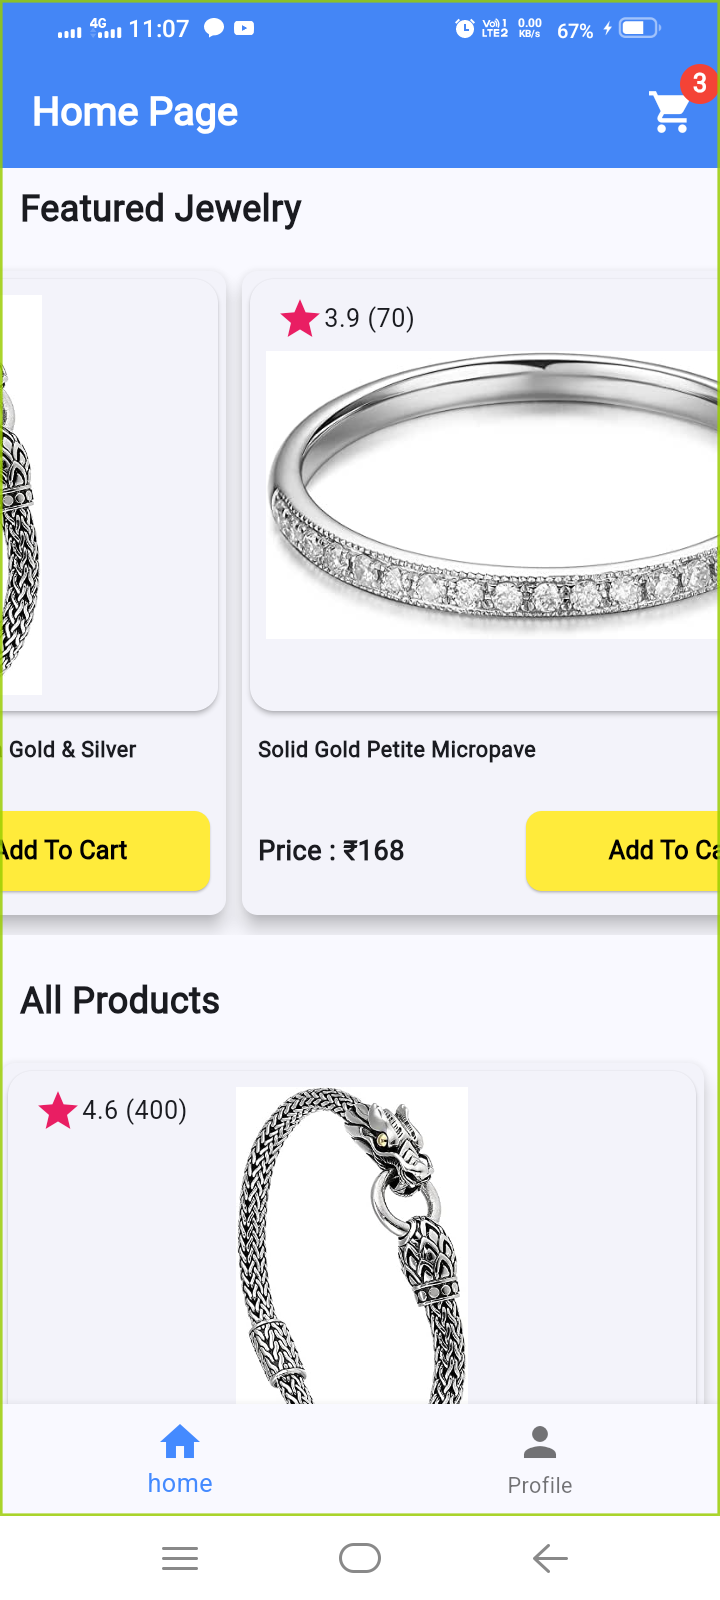 4G 11:07 Vo) 1 LTE2 0.00 KB/s 67%
Home Page 3
Featured Jewelry
3.9 (70)
Gold & Silver
Solid Gold Petite Micropave
Add To Cart
Price : ₹168
Add To Ca
All Products
4.6 (400)
home
Profile